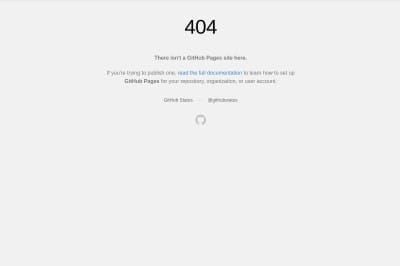 404
There isn't a GitHub Pages site here.
If you're trying to publish one, read the full documentation to learn how to set up
GitHub Pages for your repository, organization, or user account.
GitHub Status — @githubstatus